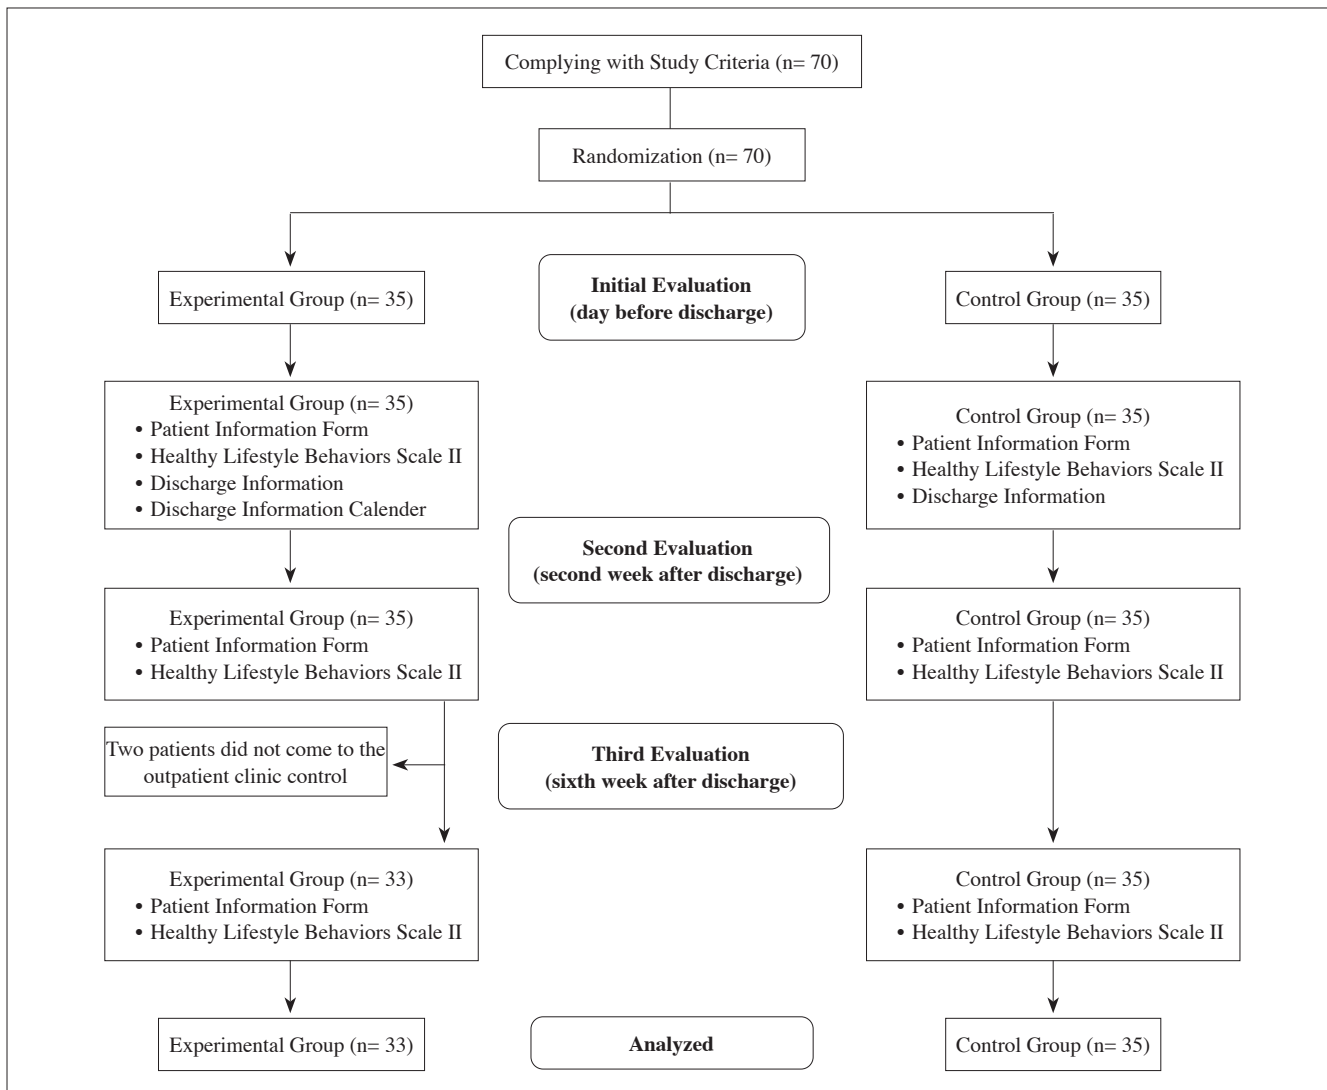 Complying with Study Criteria (n= 70)
Randomization (n= 70)
Experimental Group (n= 35)
Initial Evaluation
(day before discharge)
Control Group (n= 35)
Experimental Group (n= 35)
• Patient Information Form
• Healthy Lifestyle Behaviors Scale II
• Discharge Information
• Discharge Information Calender
Control Group (n= 35)
• Patient Information Form
• Healthy Lifestyle Behaviors Scale II
• Discharge Information
Second Evaluation
(second week after discharge)
Experimental Group (n= 35)
• Patient Information Form
• Healthy Lifestyle Behaviors Scale II
Control Group (n= 35)
• Patient Information Form
• Healthy Lifestyle Behaviors Scale II
Two patients did not come to the
outpatient clinic control
Third Evaluation
(sixth week after discharge)
Experimental Group (n= 33)
• Patient Information Form
• Healthy Lifestyle Behaviors Scale II
Control Group (n= 35)
• Patient Information Form
• Healthy Lifestyle Behaviors Scale II
Experimental Group (n= 33)
Analyzed
Control Group (n= 35)